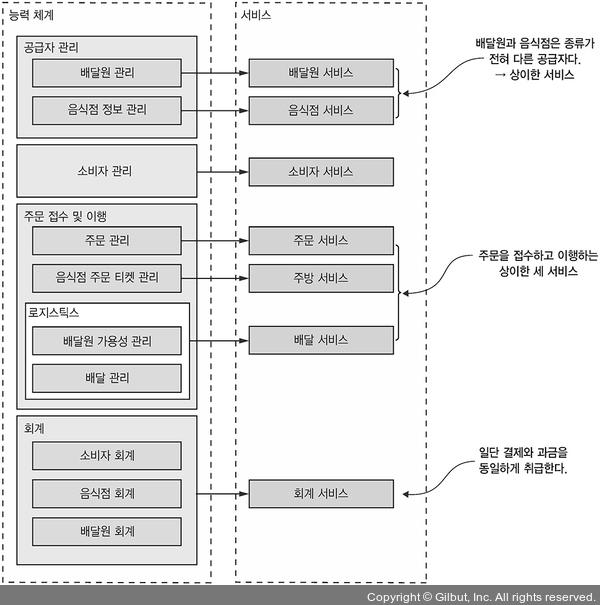 능력 체계
서비스
공급자 관리
배달원 관리
배달원 서비스
음식점 정보 관리
음식점 서비스
배달원과 음식점은 종류가
전혀 다른 공급자다.
→ 상이한 서비스
소비자 관리
소비자 서비스
주문 접수 및 이행
주문 관리
주문 서비스
음식점 주문 티켓 관리
주방 서비스
주문을 접수하고 이행하는
상이한 세 서비스
로지스틱스
배달원 가용성 관리
배달 서비스
배달 관리
회계
소비자 회계
음식점 회계
회계 서비스
배달원 회계
일단 결제와 과금을
동일하게 취급한다.
Copyright © Gilbut, Inc. All rights reserved.